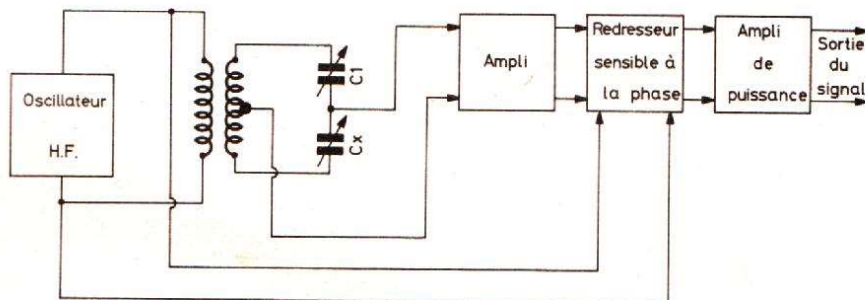 Oscillateur
H.F.
C1
Cx
Ampli
Redresseur
sensible à
la phase
Ampli
de
puissance
Sortie
du
signal